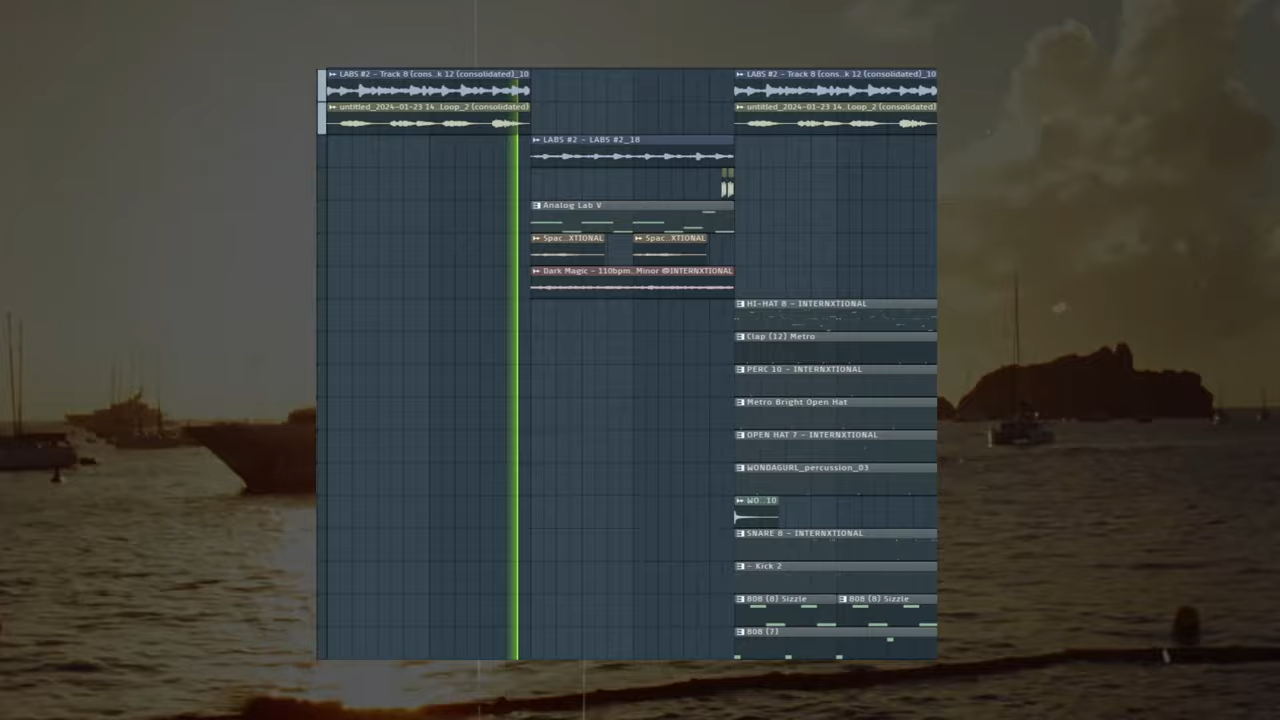 LABS #2 - Track 8 (cons..k 12 (consolidated)_10
LABS #2 - Track 8 (cons..k 12 (consolidated)_10
untitled_2024-01-23 14..Loop_2 (consolidated)
untitled_2024-01-23 14..Loop_2 (consolidated)
LABS #2 - LABS #2_18
Analog Lab V
Spac..XTIONAL
Spac..XTIONAL
Dark Magic - 110bpm..Minor @INTERNXTIONAL
HI-HAT 8 - INTERNXTIONAL
Clap (12) Metro
PERC 10 - INTERNXTIONAL
Metro Bright Open Hat
OPEN HAT 7 - INTERNXTIONAL
WONDAGURL_percussion_03
WO..10
SNARE 8 - INTERNXTIONAL
- Kick 2
808 (8) Sizzle
808 (8) Sizzle
808 (7)